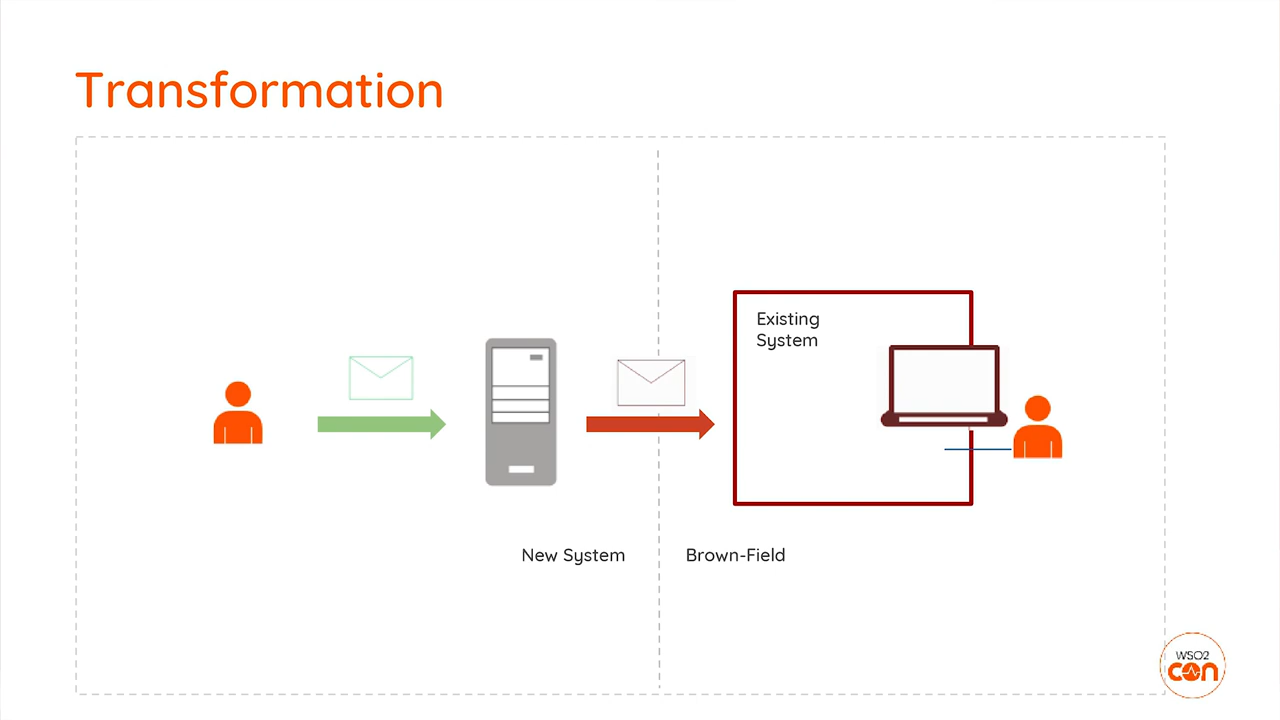 Transformation
Existing
System
New System
Brown-Field
WSO2
con